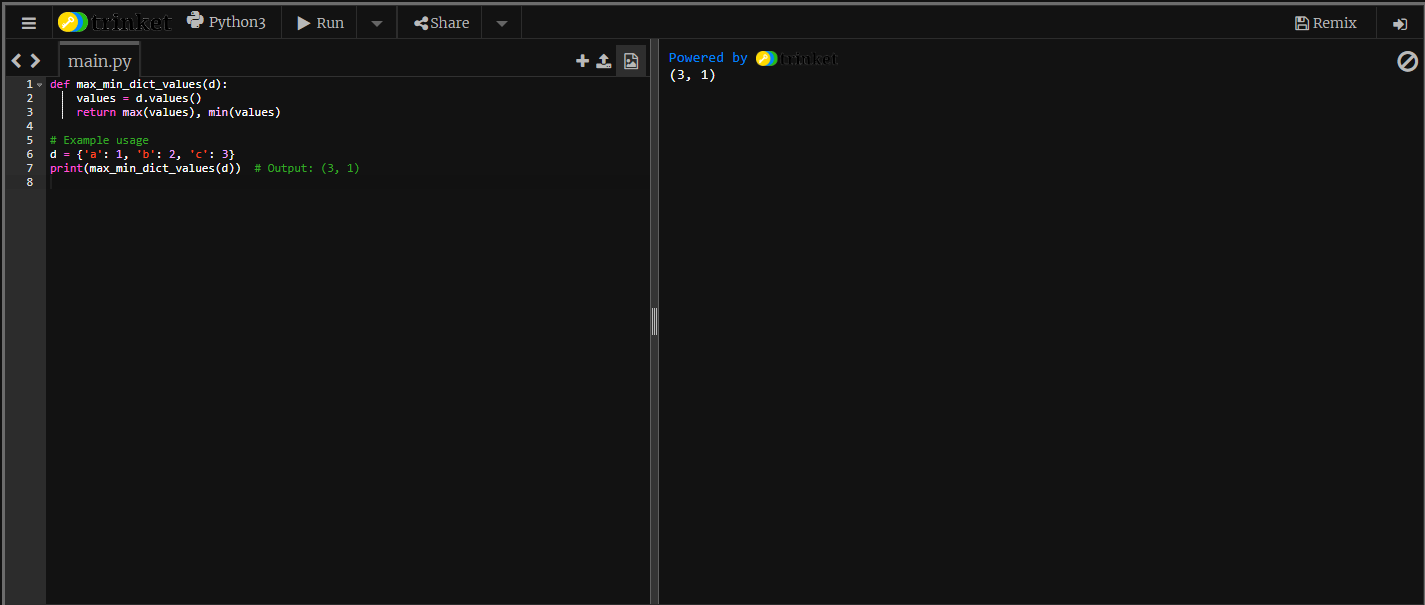 trinket Python3 Run Share Remix
main.py
1 def max_min_dict_values(d):
2     values = d.values()
3     return max(values), min(values)
4
5 # Example usage
6 d = {'a': 1, 'b': 2, 'c': 3}
7 print(max_min_dict_values(d))  # Output: (3, 1)
8
Powered by trinket
(3, 1)